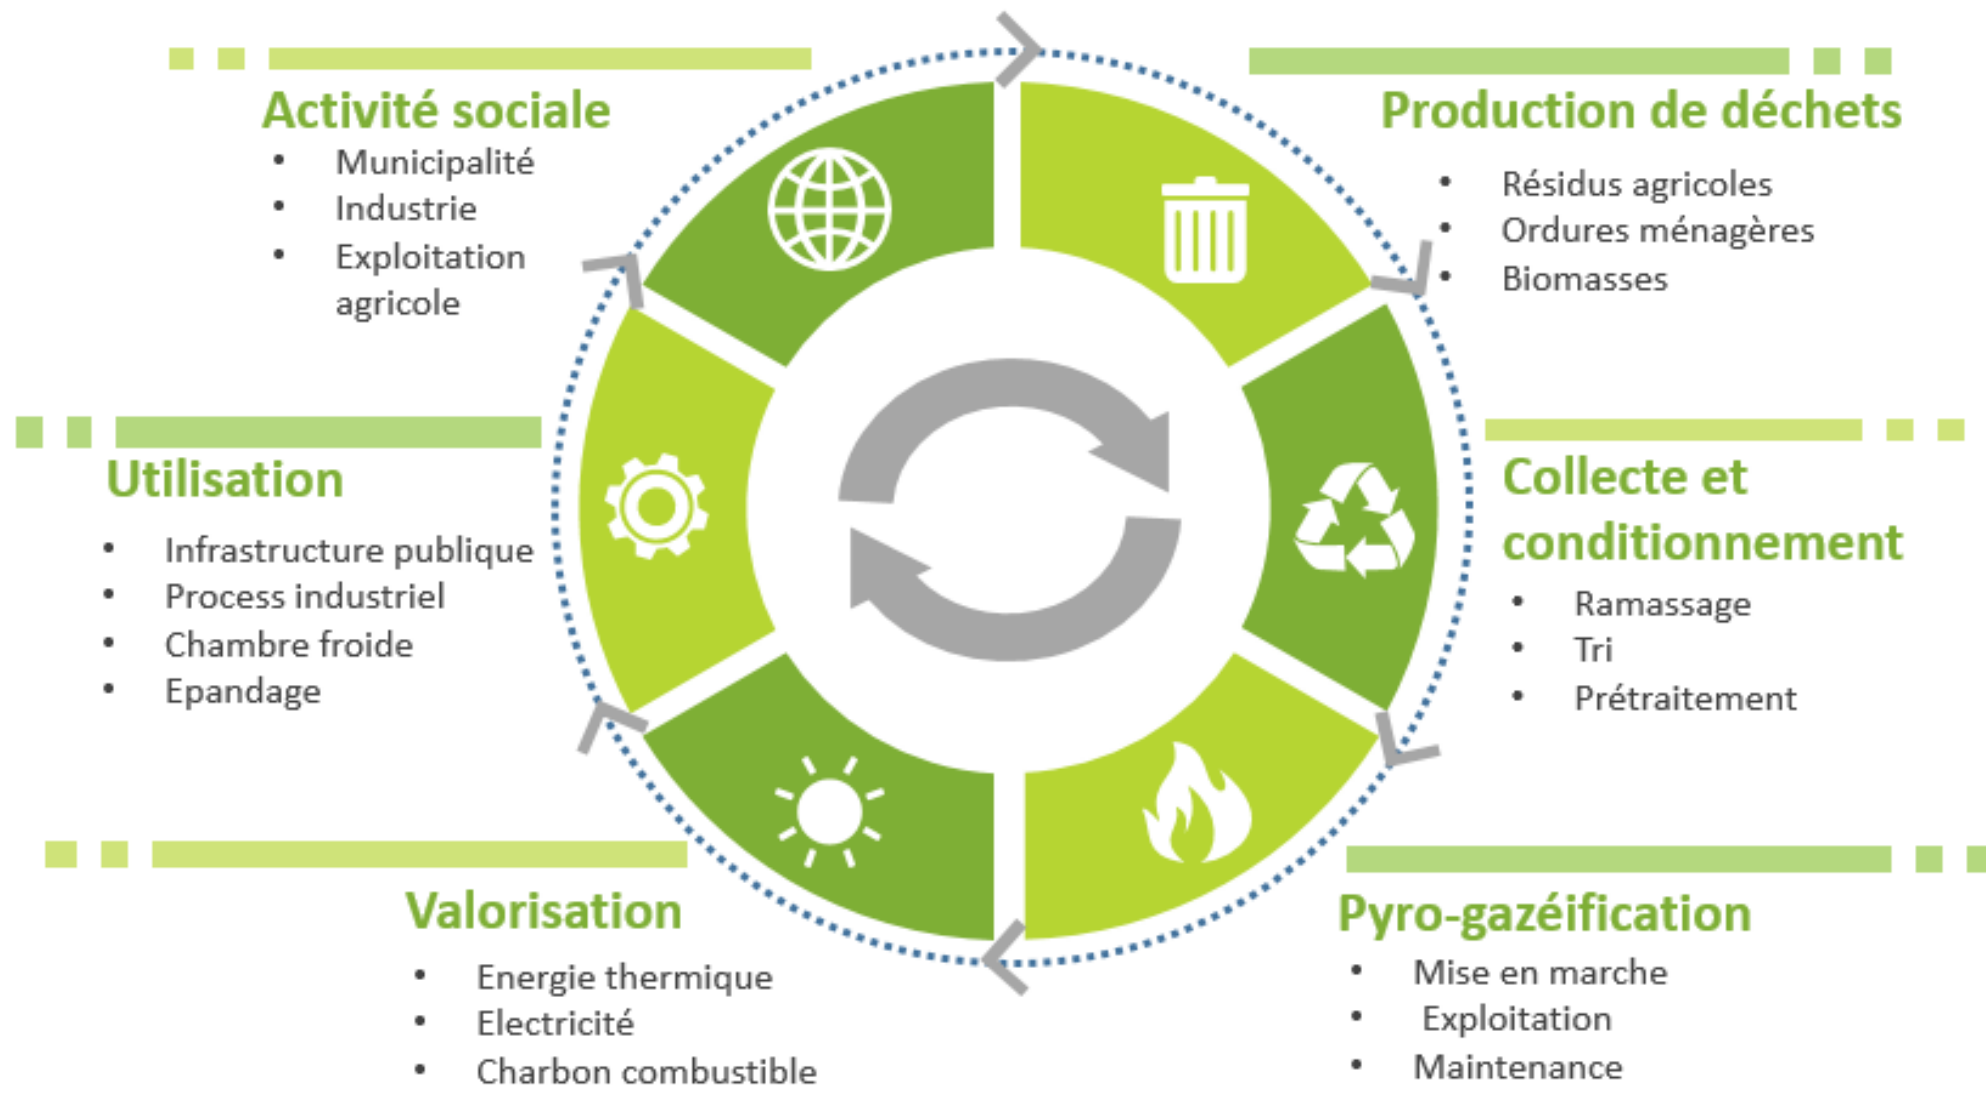 Activité sociale
• Municipalité
• Industrie
• Exploitation
agricole
Production de déchets
• Résidus agricoles
• Ordures ménagères
• Biomasses
Utilisation
• Infrastructure publique
• Process industriel
• Chambre froide
• Epandage
Collecte et
conditionnement
• Ramassage
• Tri
• Prétraitement
Valorisation
• Energie thermique
• Electricité
• Charbon combustible
Pyro-gazéification
• Mise en marche
• Exploitation
• Maintenance